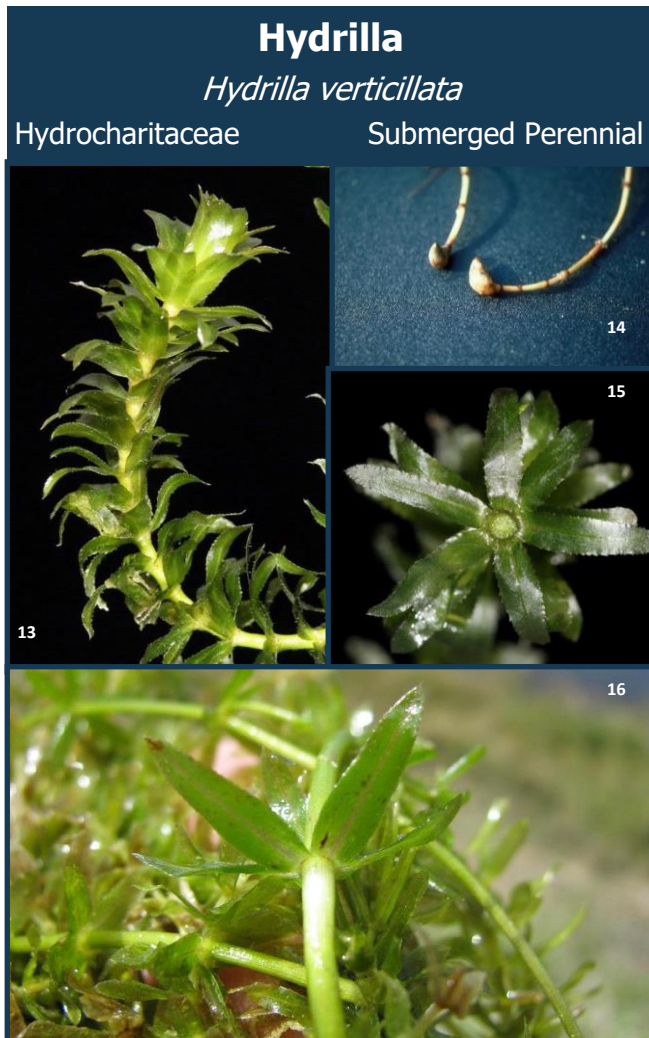 Hydrilla
Hydrilla verticillata
Hydrocharitaceae Submerged Perennial
14
15
13
16